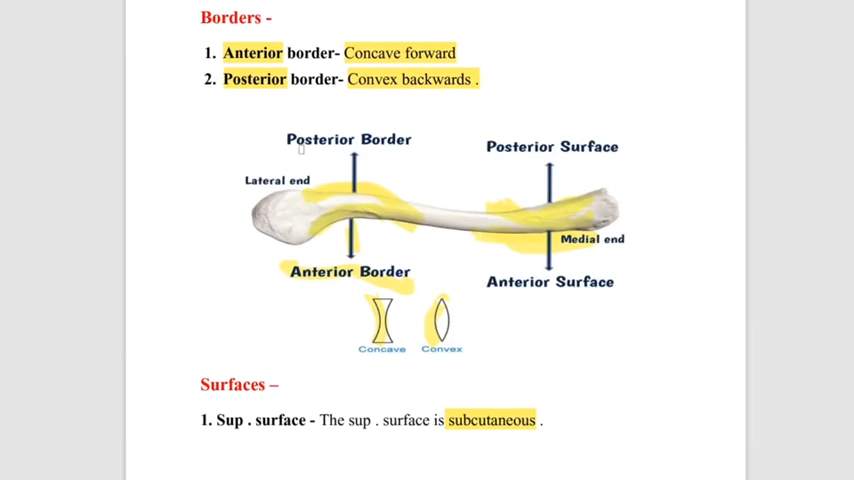 Borders -
1. Anterior border- Concave forward
2. Posterior border- Convex backwards .
Posterior Border
Posterior Surface
Lateral end
Medial end
Anterior Border
Anterior Surface
Concave
Convex
Surfaces –
1. Sup . surface - The sup . surface is subcutaneous .